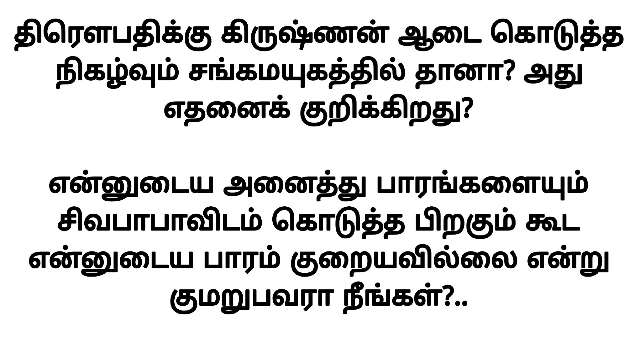 திரௌபதிக்கு கிருஷ்ணன் ஆடை கொடுத்த
நிகழ்வும் சங்கமயுகத்தில் தானா? அது
எதனைக் குறிக்கிறது?
என்னுடைய அனைத்து பாரங்களையும்
சிவபாபாவிடம் கொடுத்த பிறகும் கூட
என்னுடைய பாரம் குறையவில்லை என்று
குமறுபவரா நீங்கள்?..